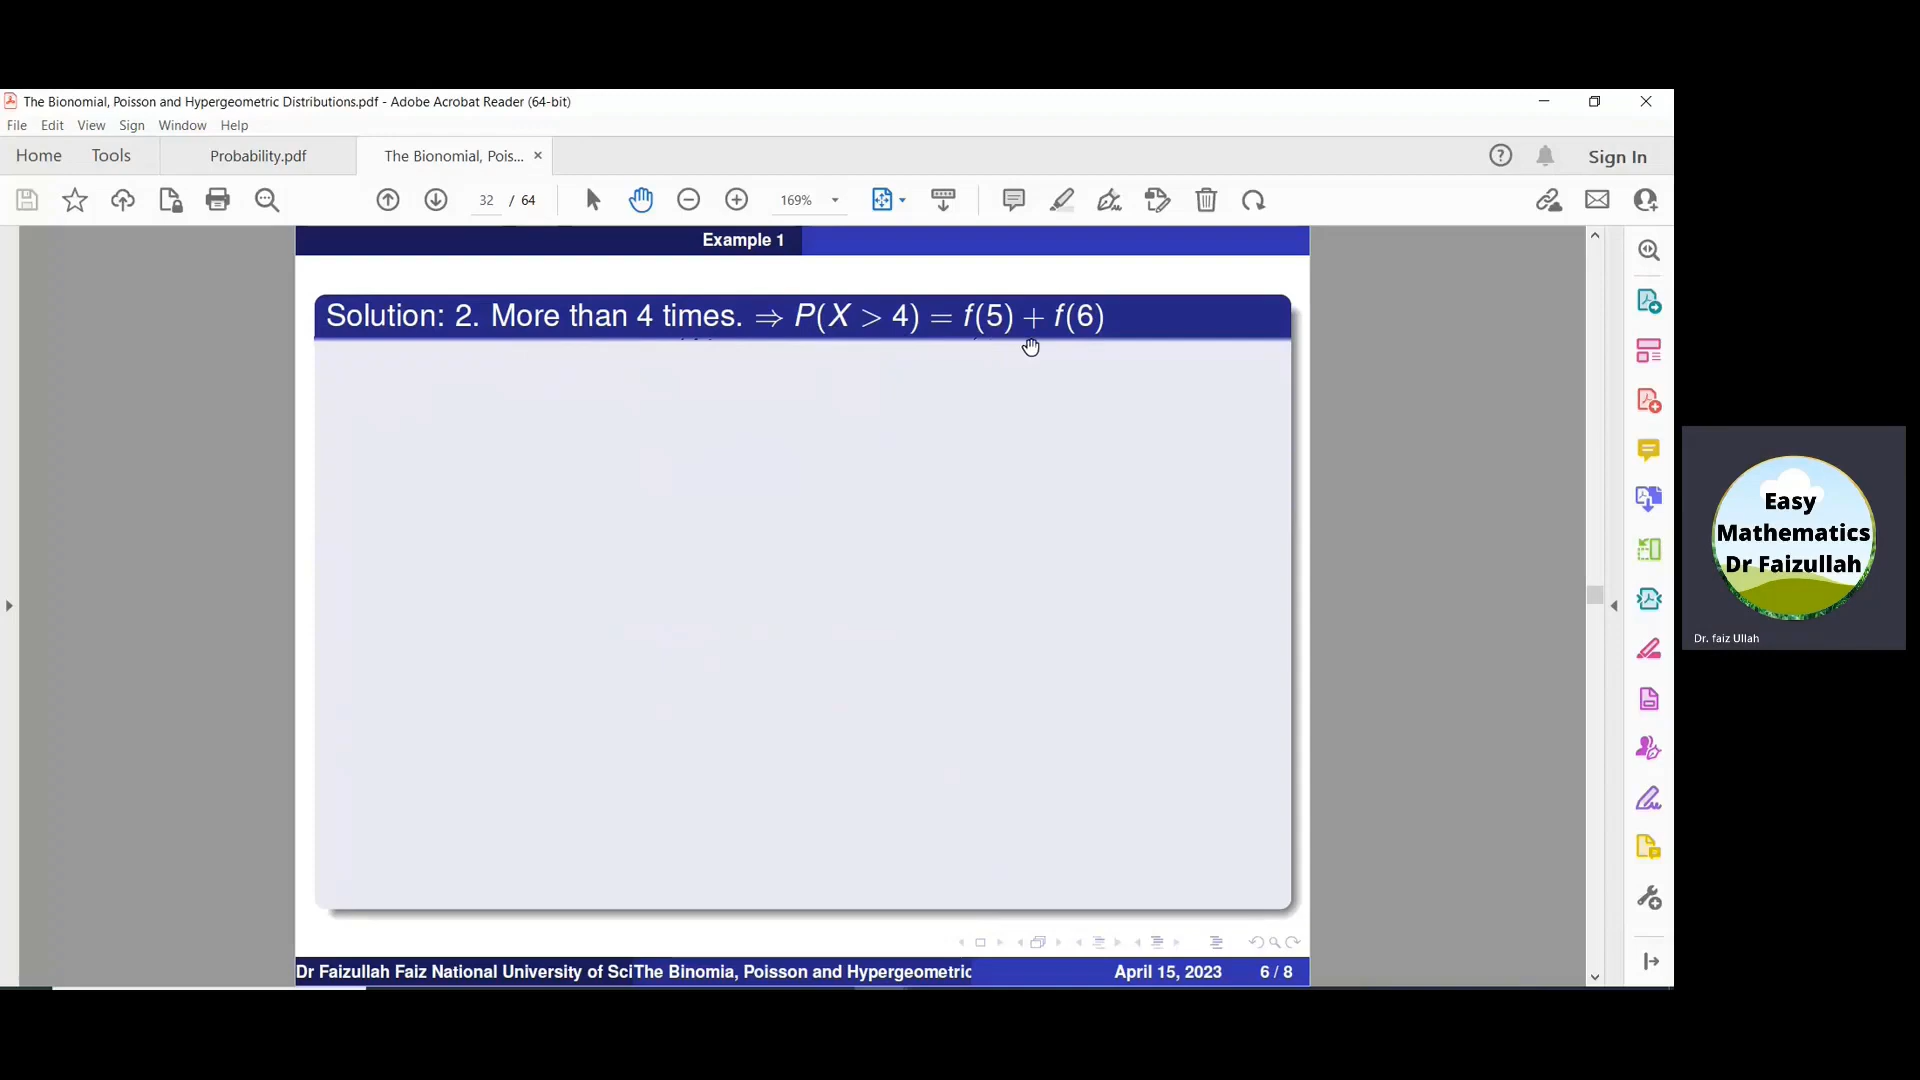 The Bionomial, Poisson and Hypergeometric Distributions.pdf - Adobe Acrobat Reader (64-bit)
File Edit View Sign Window Help
Home Tools Probability.pdf The Bionomial, Pois... × Sign In
32 / 64 169%
Example 1
Solution: 2. More than 4 times. ⇒ P(X > 4) = f(5) + f(6)
Easy
Mathematics
Dr Faizullah
Dr. faiz Ullah
Dr Faizullah Faiz National University of Sci The Binomia, Poisson and Hypergeometric April 15, 2023 6 / 8